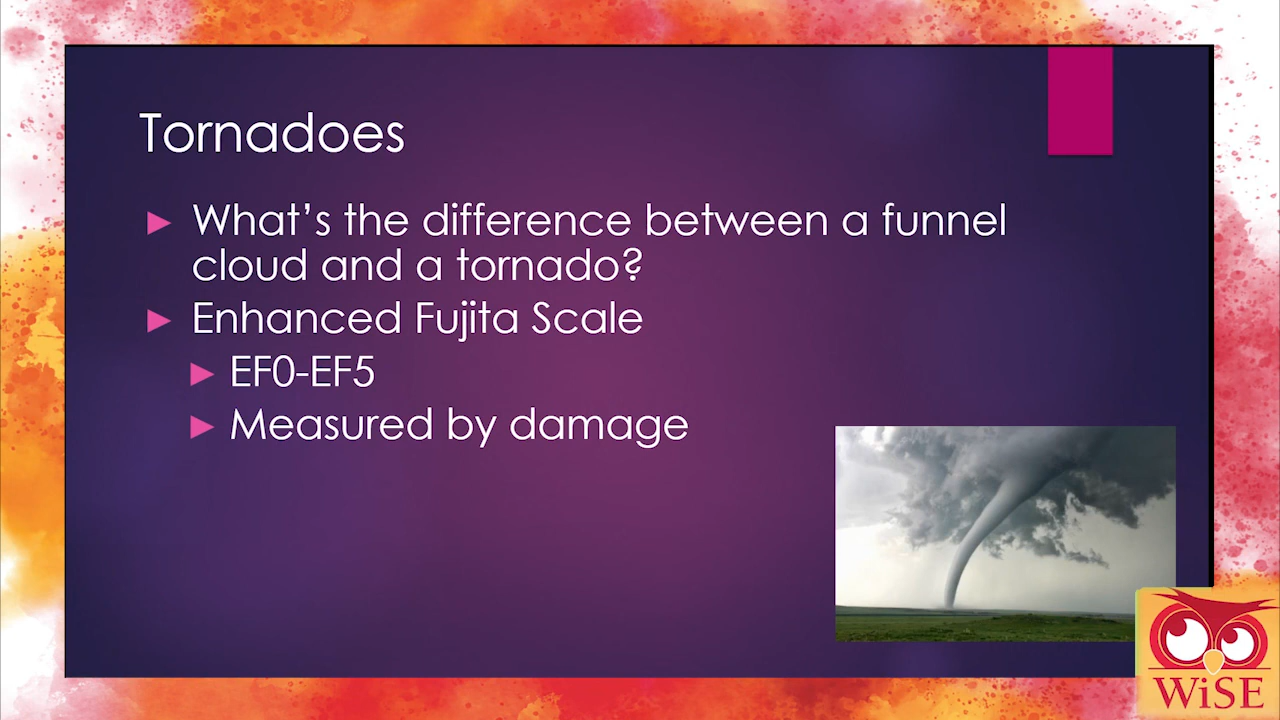 Tornadoes
What's the difference between a funnel
cloud and a tornado?
Enhanced Fujita Scale
EF0-EF5
Measured by damage
WiSE